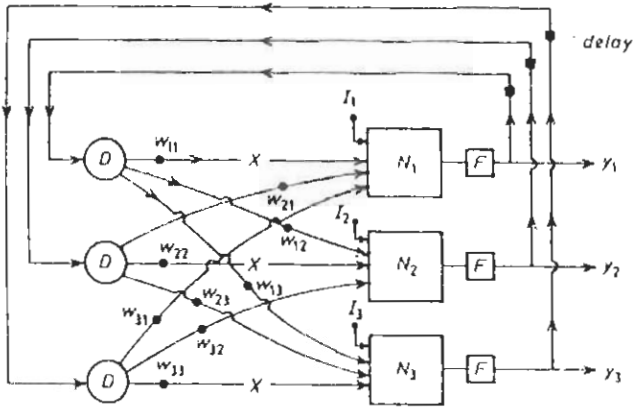 delay
I1
D w11 X N1 F y1
w21
I2 w12
D w22 X N2 F y2
w23 w13
w31 I3
w32
D w33 X N3 F y3